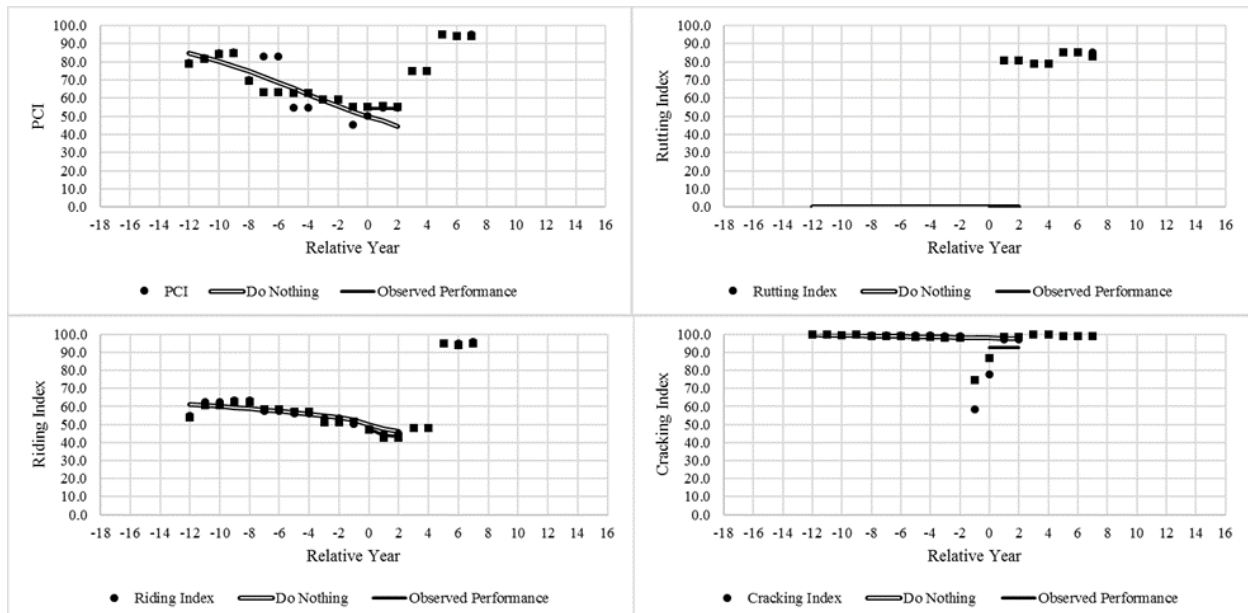 PCI
100.0
90.0
80.0
70.0
60.0
50.0
40.0
30.0
20.0
10.0
0.0
-18 -16 -14 -12 -10 -8 -6 -4 -2 0 2 4 6 8 10 12 14 16
Relative Year
PCI Do Nothing Observed Performance
Rutting Index
100.0
90.0
80.0
70.0
60.0
50.0
40.0
30.0
20.0
10.0
0.0
-18 -16 -14 -12 -10 -8 -6 -4 -2 0 2 4 6 8 10 12 14 16
Relative Year
Rutting Index Do Nothing Observed Performance
Riding Index
100.0
90.0
80.0
70.0
60.0
50.0
40.0
30.0
20.0
10.0
0.0
-18 -16 -14 -12 -10 -8 -6 -4 -2 0 2 4 6 8 10 12 14 16
Relative Year
Riding Index Do Nothing Observed Performance
Cracking Index
100.0
90.0
80.0
70.0
60.0
50.0
40.0
30.0
20.0
10.0
0.0
-18 -16 -14 -12 -10 -8 -6 -4 -2 0 2 4 6 8 10 12 14 16
Relative Year
Cracking Index Do Nothing Observed Performance